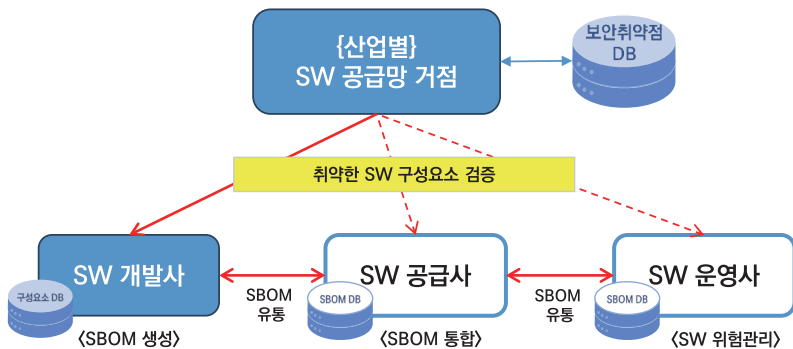 {산업별}
SW 공급망 거점
보안취약점
DB
취약한 SW 구성요소 검증
SW 개발사
SW 공급사
SW 운영사
구성요소 DB
SBOM
유통
SBOM DB
SBOM
유통
SBOM DB
〈SBOM 생성〉
〈SBOM 통합〉
〈SW 위험관리〉